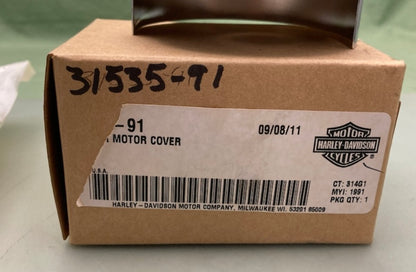 31535-91
-91
09/08/11
MOTOR COVER
MOTOR
HARLEY-DAVIDSON
CYCLES
U.S.A.
CT: 314G1
MYI: 1991
PKG QTY: 1
HARLEY-DAVIDSON MOTOR COMPANY, MILWAUKEE WI. 53201 85009